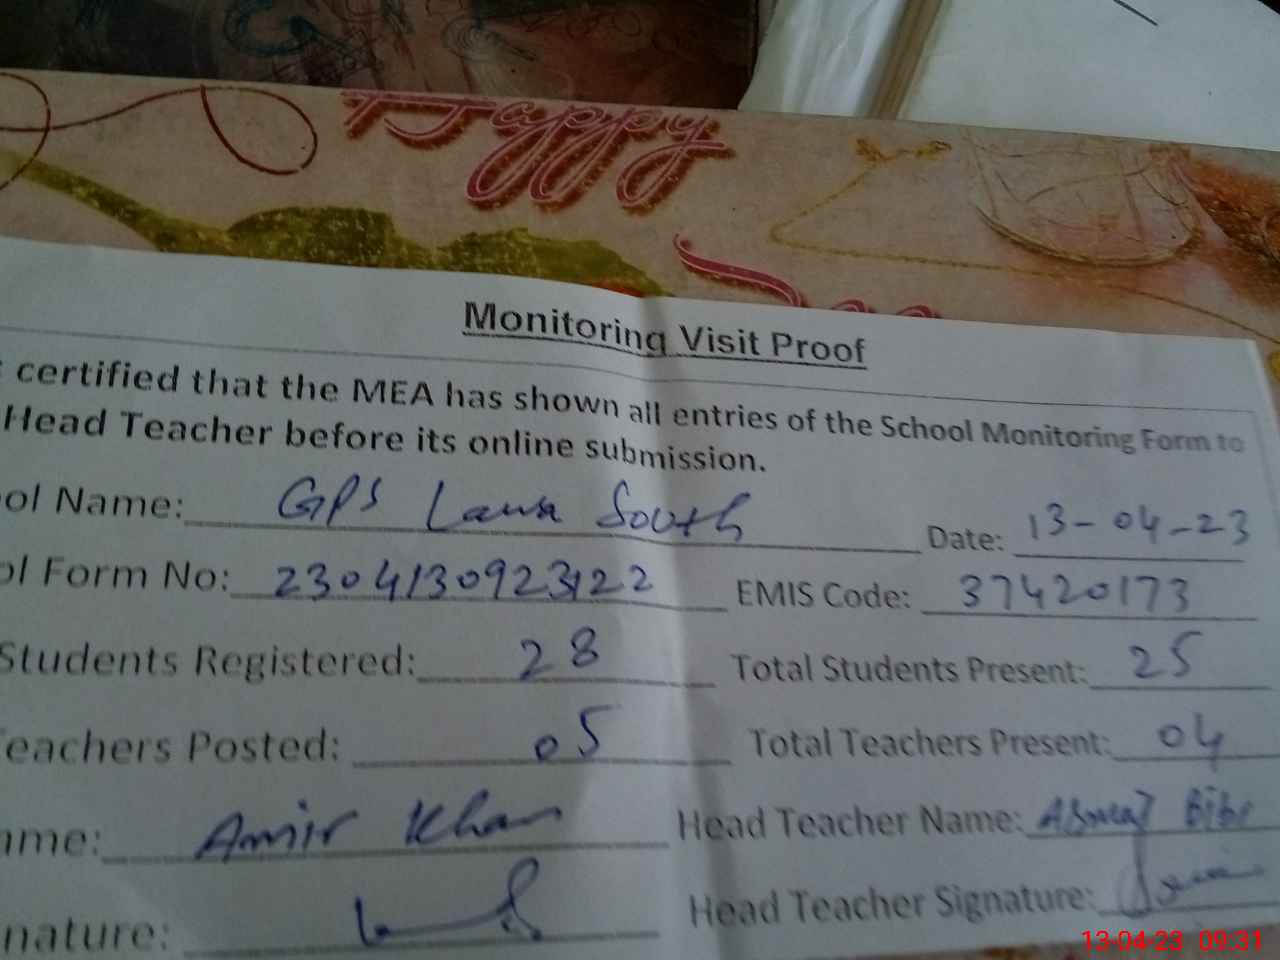 Happy
Monitoring Visit Proof
certified that the MEA has shown all entries of the School Monitoring Form to
Head Teacher before its online submission.
ol Name: GPS Lawa South Date: 13-04-23
ol Form No: 230413092322 EMIS Code: 37420173
Students Registered: 28 Total Students Present: 25
eachers Posted: 05 Total Teachers Present: 04
ame: Amir Khan Head Teacher Name: Bibi
nature: Head Teacher Signature:
13-04-23 09:31